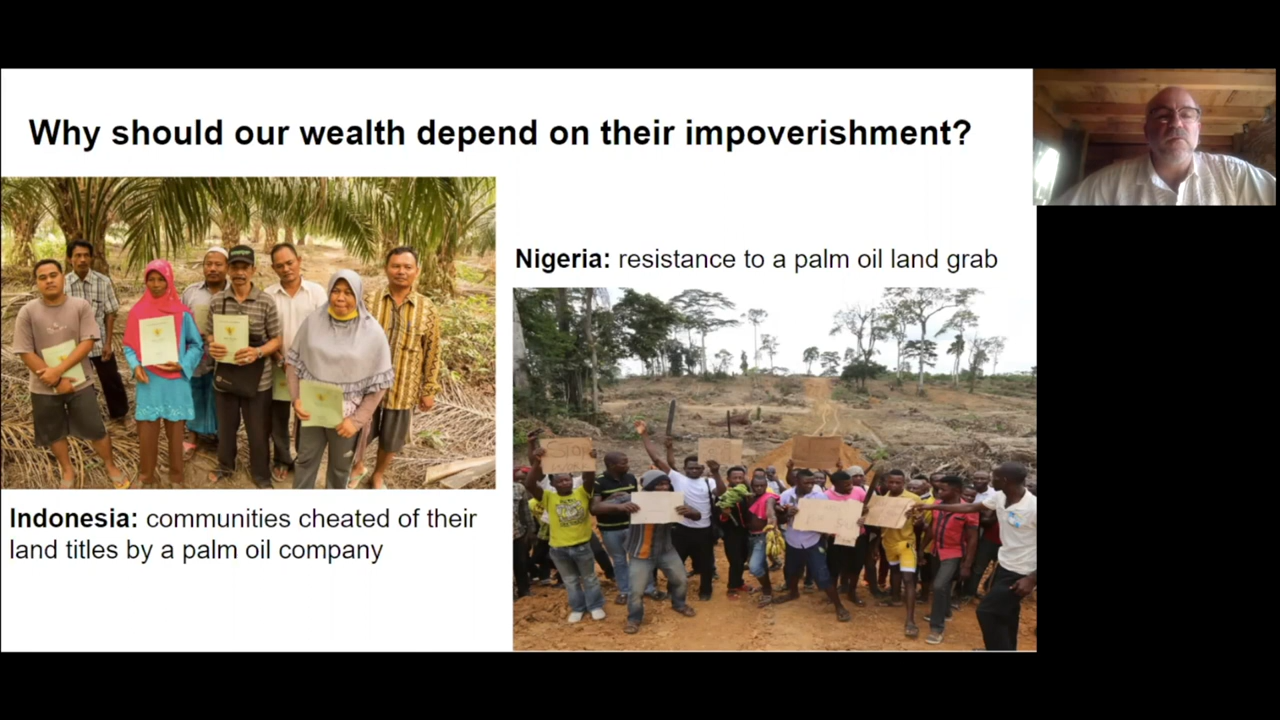 Why should our wealth depend on their impoverishment?
Nigeria: resistance to a palm oil land grab
STOP
Indonesia: communities cheated of their
land titles by a palm oil company